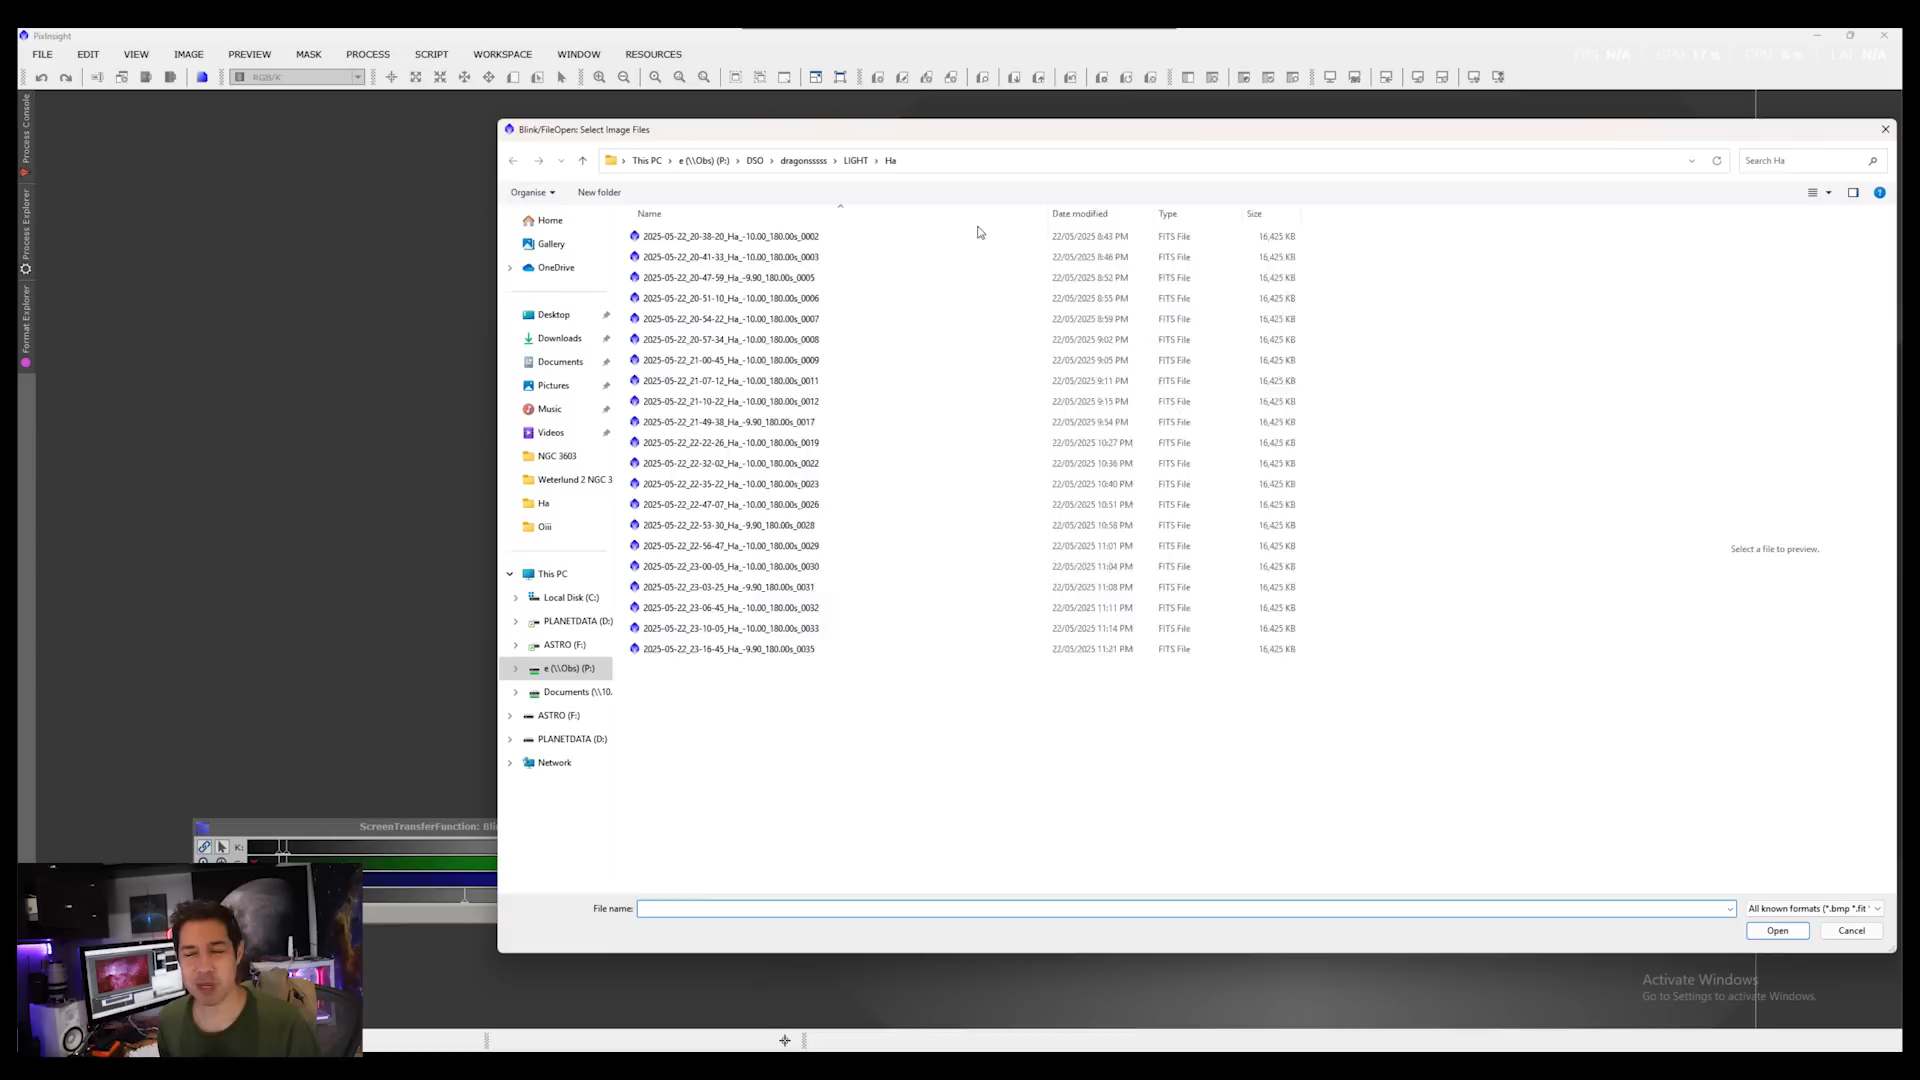 PixInsight
FILE EDIT VIEW IMAGE PREVIEW MASK PROCESS SCRIPT WORKSPACE WINDOW RESOURCES
RGB/K
Process Console
Process Explorer
Format Explorer
Blink/FileOpen: Select Image Files
This PC > e (\\Obs) (P:) > DSO > dragonsssss > LIGHT > Ha
Search Ha
Organise New folder
Name Date modified Type Size
2025-05-22_20-38-20_Ha_-10.00_180.00s_0002 22/05/2025 8:43 PM FITS File 16,425 KB
2025-05-22_20-41-33_Ha_-10.00_180.00s_0003 22/05/2025 8:46 PM FITS File 16,425 KB
2025-05-22_20-47-59_Ha_-9.90_180.00s_0005 22/05/2025 8:52 PM FITS File 16,425 KB
2025-05-22_20-51-10_Ha_-10.00_180.00s_0006 22/05/2025 8:55 PM FITS File 16,425 KB
2025-05-22_20-54-22_Ha_-10.00_180.00s_0007 22/05/2025 8:59 PM FITS File 16,425 KB
2025-05-22_20-57-34_Ha_-10.00_180.00s_0008 22/05/2025 9:02 PM FITS File 16,425 KB
2025-05-22_21-00-45_Ha_-10.00_180.00s_0009 22/05/2025 9:05 PM FITS File 16,425 KB
2025-05-22_21-07-12_Ha_-10.00_180.00s_0011 22/05/2025 9:11 PM FITS File 16,425 KB
2025-05-22_21-10-22_Ha_-10.00_180.00s_0012 22/05/2025 9:15 PM FITS File 16,425 KB
2025-05-22_21-49-38_Ha_-9.90_180.00s_0017 22/05/2025 9:54 PM FITS File 16,425 KB
2025-05-22_22-22-26_Ha_-10.00_180.00s_0019 22/05/2025 10:27 PM FITS File 16,425 KB
2025-05-22_22-32-02_Ha_-10.00_180.00s_0022 22/05/2025 10:36 PM FITS File 16,425 KB
2025-05-22_22-35-22_Ha_-10.00_180.00s_0023 22/05/2025 10:40 PM FITS File 16,425 KB
2025-05-22_22-47-07_Ha_-10.00_180.00s_0026 22/05/2025 10:51 PM FITS File 16,425 KB
2025-05-22_22-53-30_Ha_-9.90_180.00s_0028 22/05/2025 10:58 PM FITS File 16,425 KB
2025-05-22_22-56-47_Ha_-10.00_180.00s_0029 22/05/2025 11:01 PM FITS File 16,425 KB
2025-05-22_23-00-05_Ha_-10.00_180.00s_0030 22/05/2025 11:04 PM FITS File 16,425 KB
2025-05-22_23-03-25_Ha_-9.90_180.00s_0031 22/05/2025 11:08 PM FITS File 16,425 KB
2025-05-22_23-06-45_Ha_-10.00_180.00s_0032 22/05/2025 11:11 PM FITS File 16,425 KB
2025-05-22_23-10-05_Ha_-10.00_180.00s_0033 22/05/2025 11:14 PM FITS File 16,425 KB
2025-05-22_23-16-45_Ha_-9.90_180.00s_0035 22/05/2025 11:21 PM FITS File 16,425 KB
Home
Gallery
OneDrive
Desktop
Downloads
Documents
Pictures
Music
Videos
NGC 3603
Weterlund 2 NGC 3
Ha
Oiii
This PC
Local Disk (C:)
PLANETDATA (D:)
ASTRO (F:)
e (\\Obs) (P:)
Documents (\\10.
ASTRO (F:)
PLANETDATA (D:)
Network
Select a file to preview.
ScreenTransferFunction: Bli
K:
File name:
All known formats (*.bmp *.fit
Open Cancel
Activate Windows
Go to Settings to activate Windows.